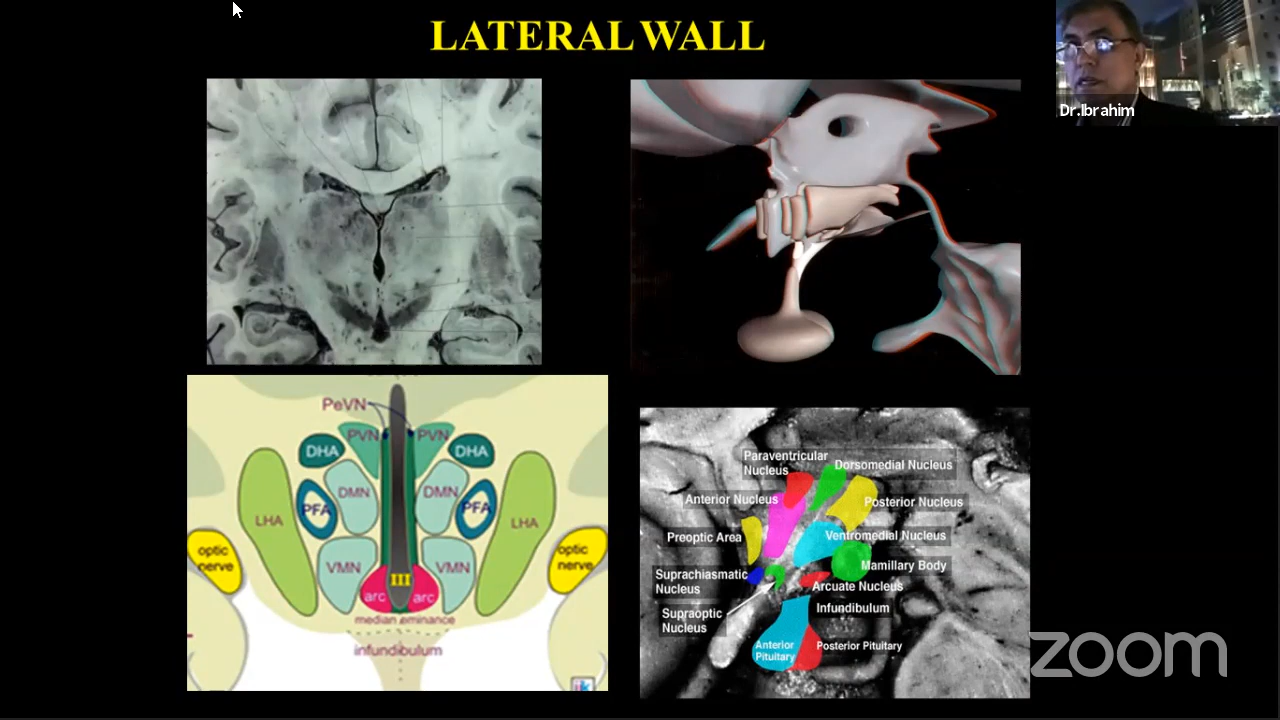 LATERAL WALL
Dr.Ibrahim
PeVN
PVN
PVN
DHA
DHA
DMN
DMN
PFA
PFA
LHA
LHA
optic
nerve
optic
nerve
VMN
VMN
III
arc
arc
median eminance
infundibulum
Paraventricular
Nucleus
Dorsomedial Nucleus
Anterior Nucleus
Posterior Nucleus
Preoptic Area
Ventromedial Nucleus
Suprachiasmatic
Nucleus
Mamillary Body
Arcuate Nucleus
Supraoptic
Nucleus
Infundibulum
Anterior
Pituitary
Posterior Pituitary
zoom